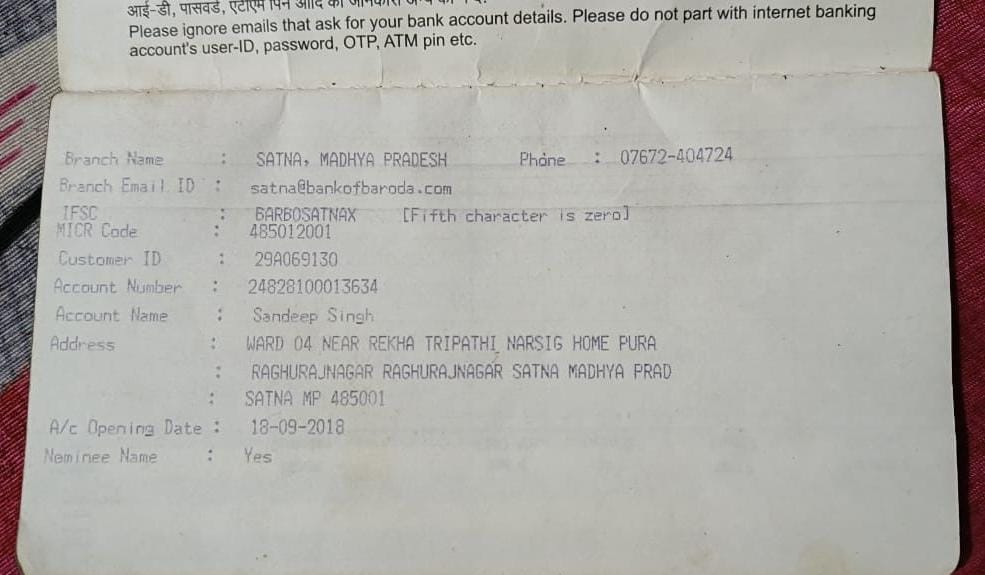 आई-डी, पासवर्ड, एटीएम पिन आदि की जानकारी
Please ignore emails that ask for your bank account details. Please do not part with internet banking
account's user-ID, password, OTP, ATM pin etc.
Branch Name : SATNA, MADHYA PRADESH Phone : 07672-404724
Branch Email ID : satna@bankofbaroda.com
IFSC : BARB0SATNAX [Fifth character is zero]
MICR Code : 485012001
Customer ID : 29A069130
Account Number : 24828100013634
Account Name : Sandeep Singh
Address : WARD 04 NEAR REKHA TRIPATHI NARSIG HOME PURA
: RAGHURAJNAGAR RAGHURAJNAGAR SATNA MADHYA PRAD
: SATNA MP 485001
A/c Opening Date : 18-09-2018
Nominee Name : Yes